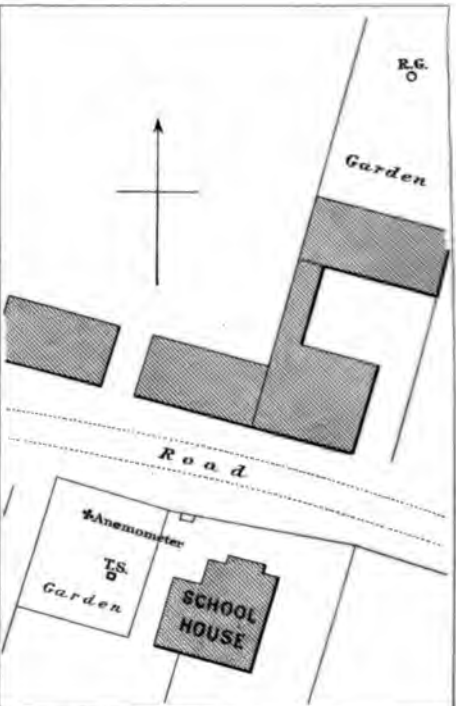 R.G.
Garden
Road
Anemometer
T.S.
Garden
SCHOOL
HOUSE